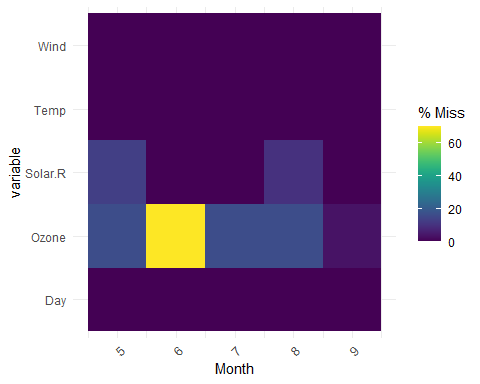 Wind
Temp
Solar.R
Ozone
Day
variable
5 6 7 8 9
Month
% Miss
60
40
20
0